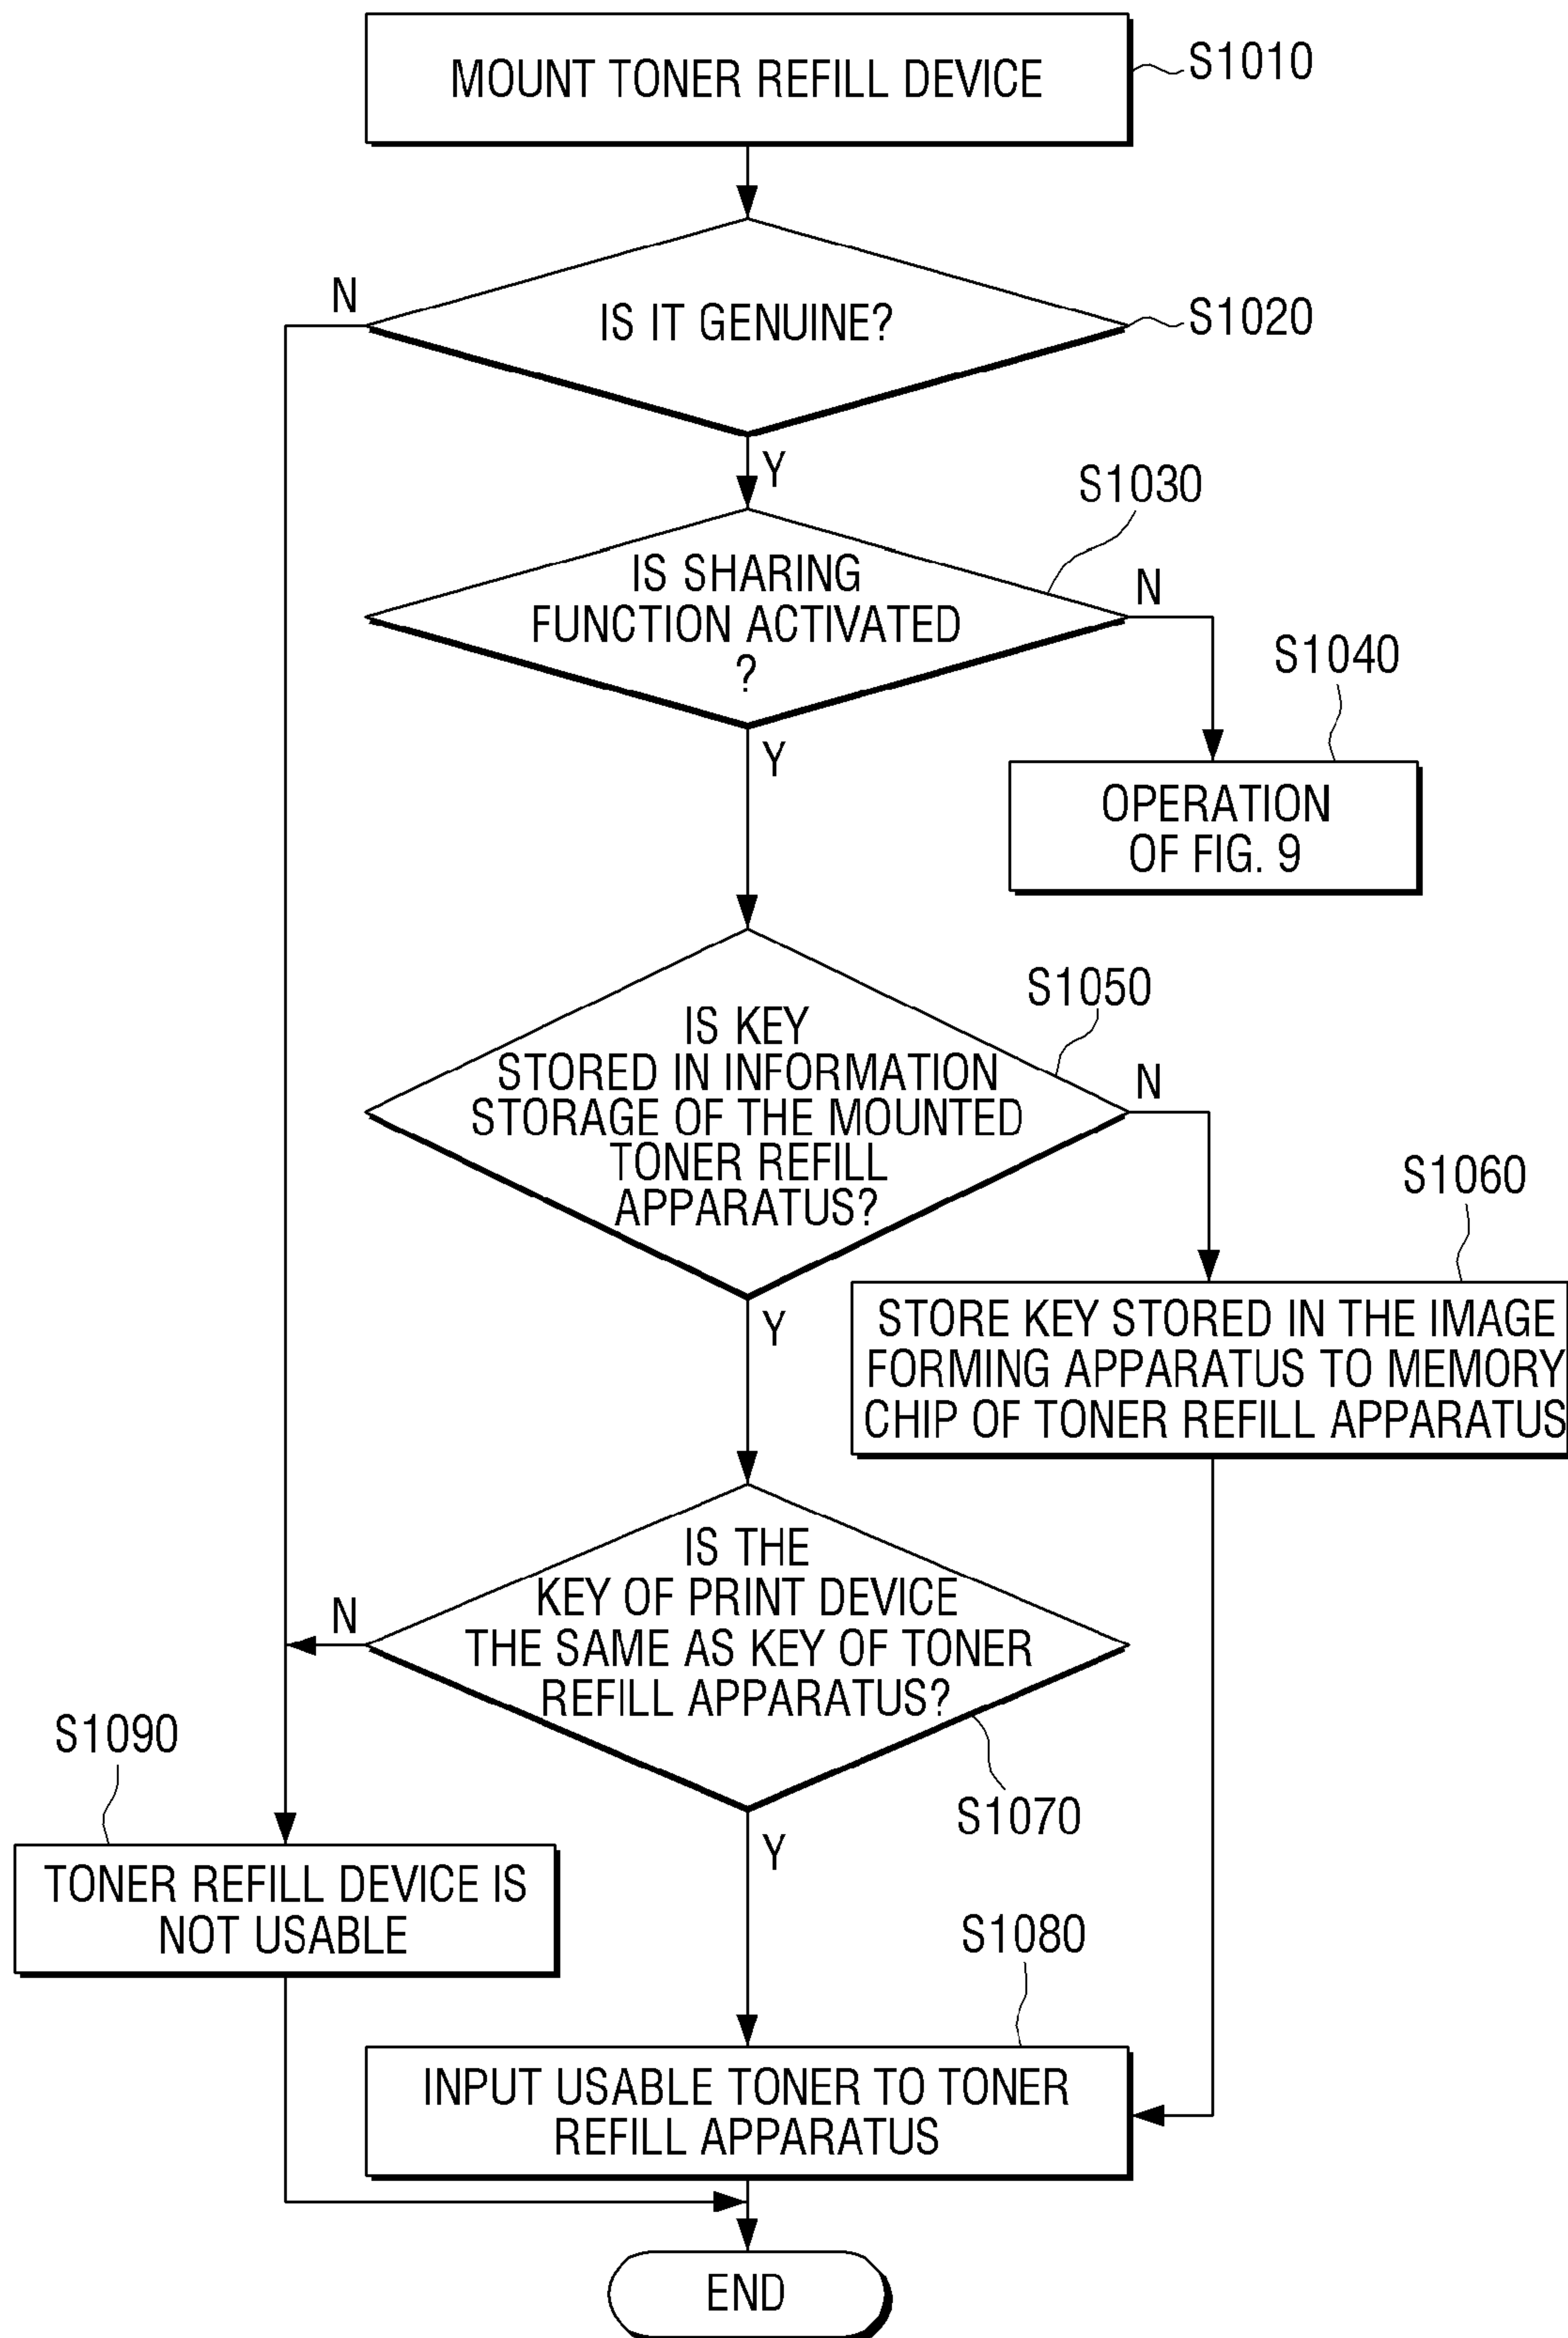 MOUNT TONER REFILL DEVICE
S1010
N
IS IT GENUINE?
S1020
Y
S1030
IS SHARING
FUNCTION ACTIVATED
?
N
S1040
Y
OPERATION
OF FIG. 9
S1050
IS KEY
STORED IN INFORMATION
STORAGE OF THE MOUNTED
TONER REFILL
APPARATUS?
N
S1060
Y
STORE KEY STORED IN THE IMAGE
FORMING APPARATUS TO MEMORY
CHIP OF TONER REFILL APPARATUS
IS THE
KEY OF PRINT DEVICE
THE SAME AS KEY OF TONER
REFILL APPARATUS?
N
S1090
S1070
Y
TONER REFILL DEVICE IS
NOT USABLE
S1080
INPUT USABLE TONER TO TONER
REFILL APPARATUS
END